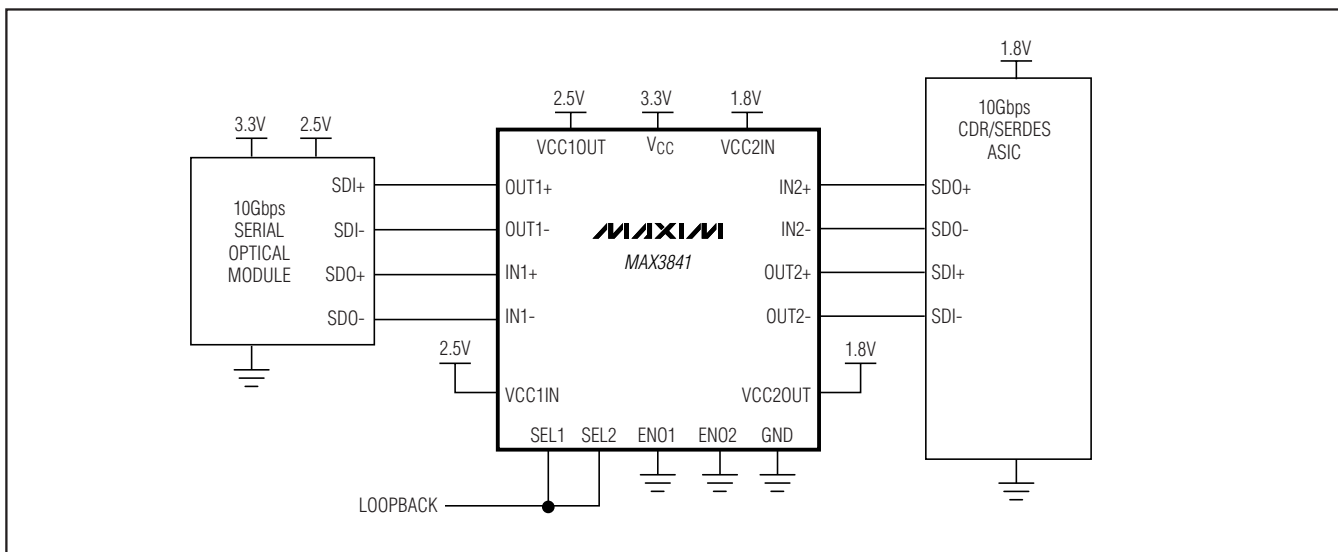 3.3V
2.5V
10Gbps
SERIAL
OPTICAL
MODULE
SDI+
SDI-
SDO+
SDO-
2.5V
3.3V
1.8V
VCC1OUT
VCC
VCC2IN
OUT1+
OUT1-
IN1+
IN1-
MAXIM
MAX3841
IN2+
IN2-
OUT2+
OUT2-
2.5V
VCC1IN
1.8V
VCC2OUT
SEL1
SEL2
ENO1
ENO2
GND
LOOPBACK
1.8V
10Gbps
CDR/SERDES
ASIC
SDO+
SDO-
SDI+
SDI-